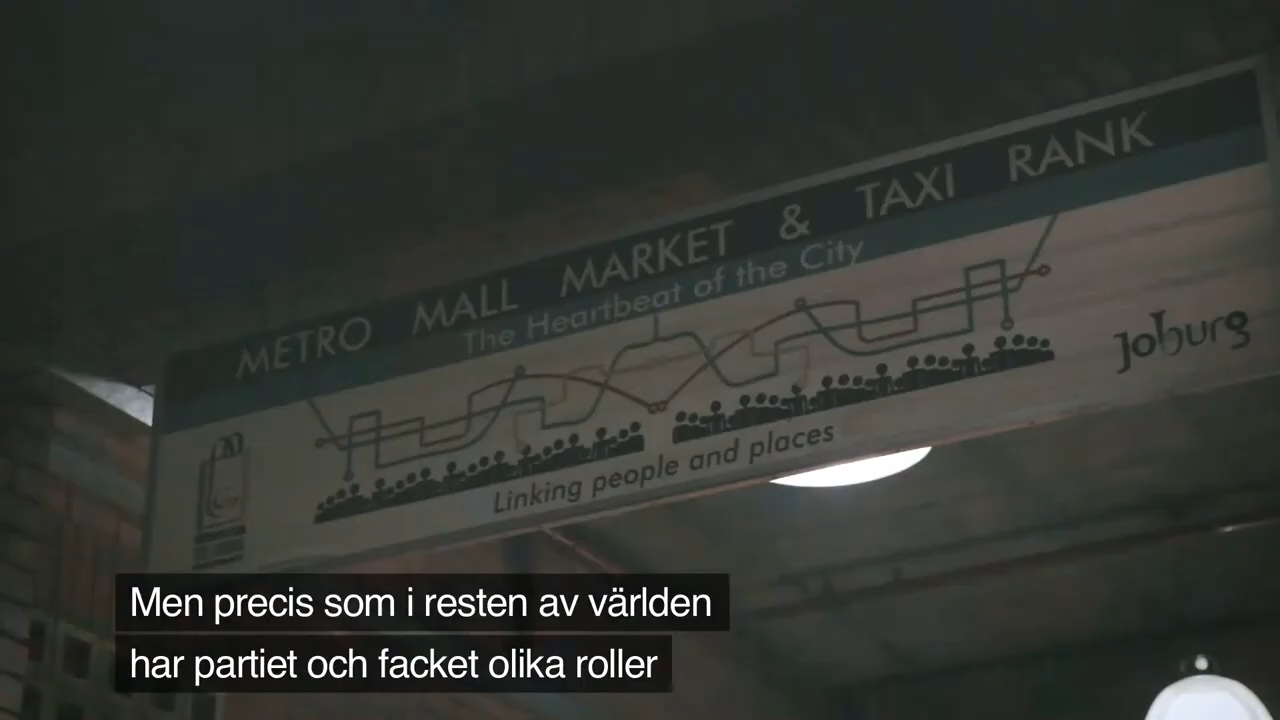 METRO MALL MARKET & TAXI RANK
The Heartbeat of the City
Joburg
Linking people and places
Men precis som i resten av världen
har partiet och facket olika roller